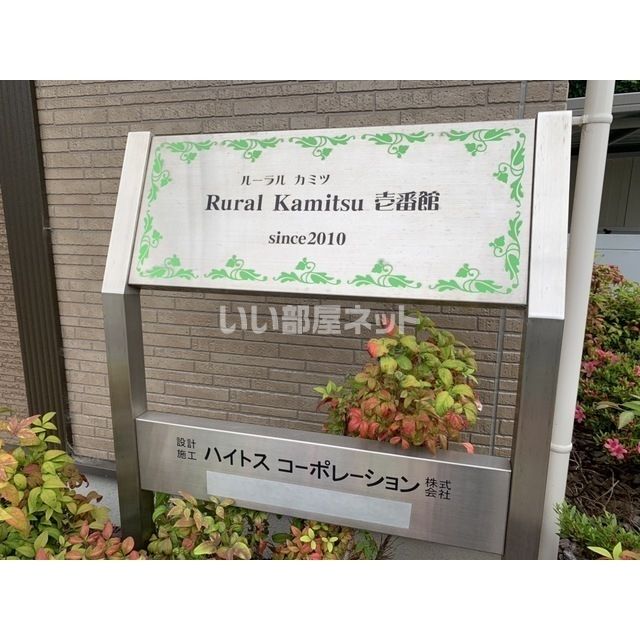 ルーラル カミツ
Rural Kamitsu 壱番館
since2010
いい部屋ネット
設計
施工 ハイトス コーポレーション 株式
会社